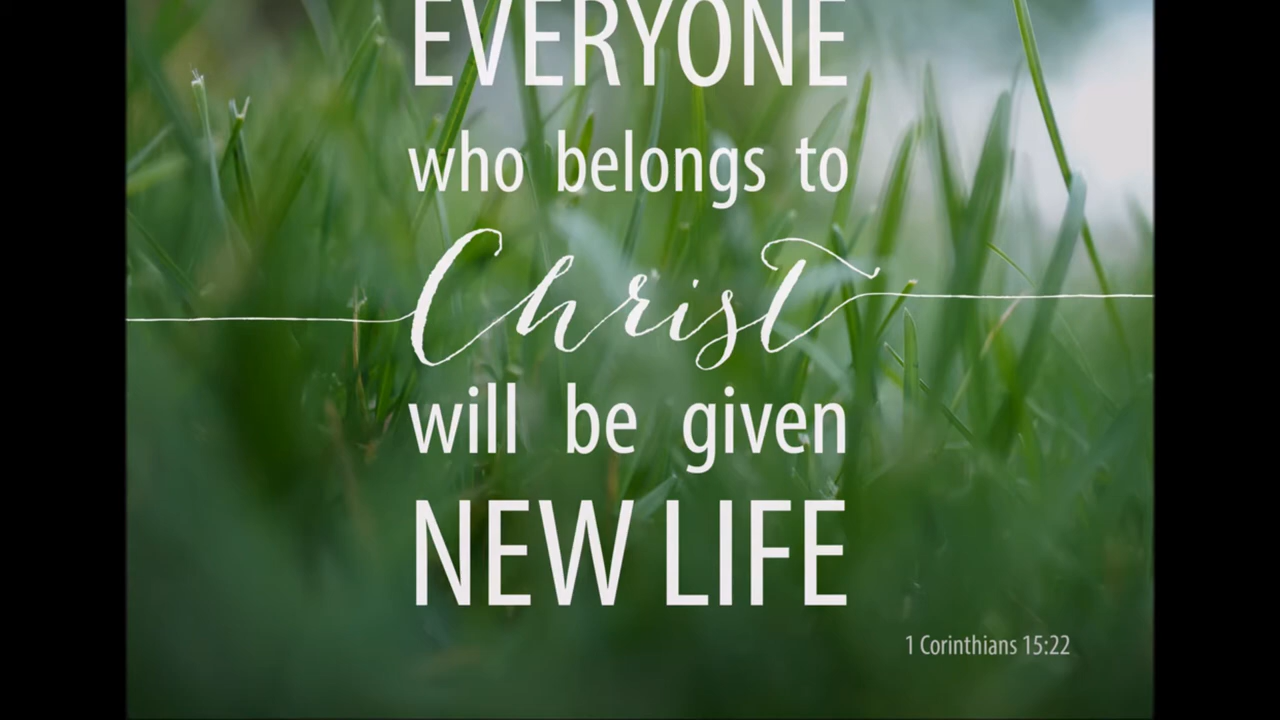 EVERYONE
who belongs to
Christ
will be given
NEW LIFE
1 Corinthians 15:22